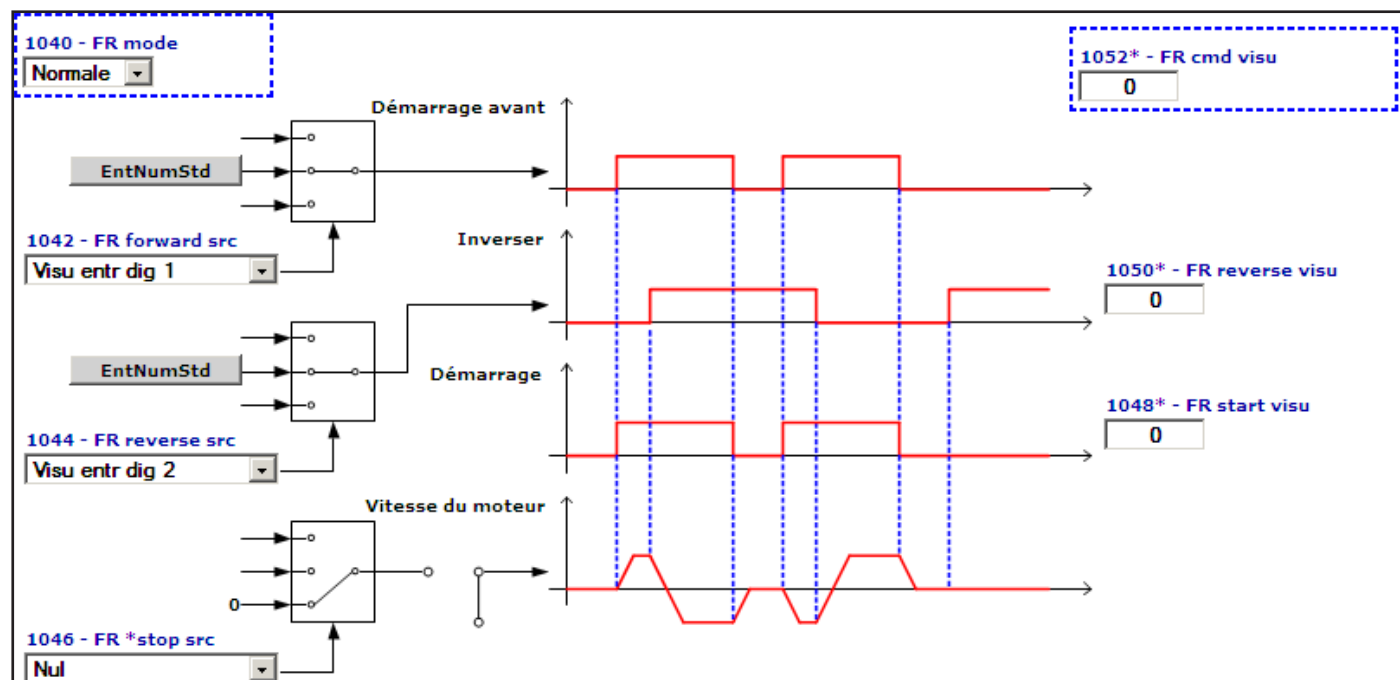 1040 - FR mode
Normale
1052* - FR cmd visu
0
Démarrage avant
EntNumStd
1042 - FR forward src
Visu entr dig 1
Inverser
1050* - FR reverse visu
0
EntNumStd
Démarrage
1044 - FR reverse src
Visu entr dig 2
1048* - FR start visu
0
Vitesse du moteur
0
1046 - FR *stop src
Nul